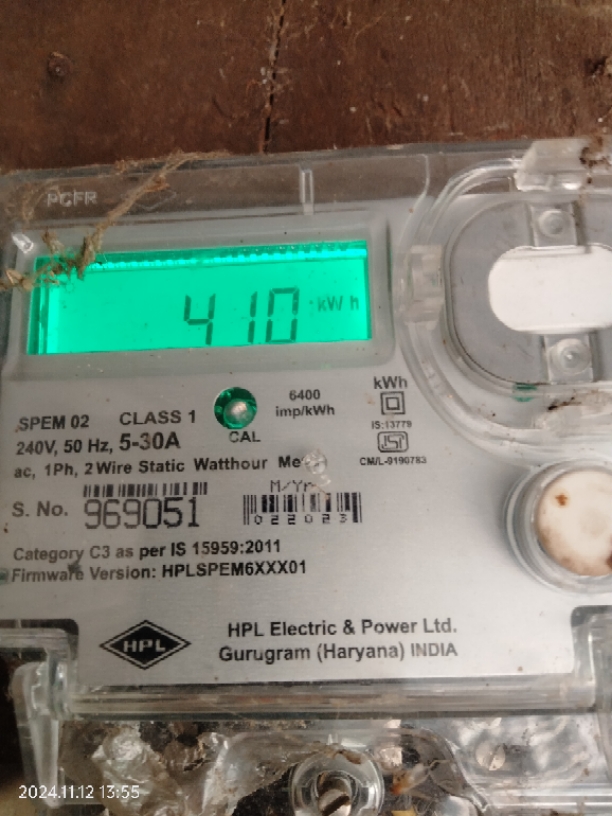 PCFR
410 kWh
6400
imp/kWh
kWh
IS:13779
CM/L-9190783
SPEM 02 CLASS 1
CAL
240V, 50 Hz, 5-30A
ac, 1Ph, 2 Wire Static Watthour
M/Yr
S. No. 969051
022023
Category C3 as per IS 15959:2011
Firmware Version: HPLSPEM6XXX01
HPL
HPL Electric & Power Ltd.
Gurugram (Haryana) INDIA
2024.11.12 13:55